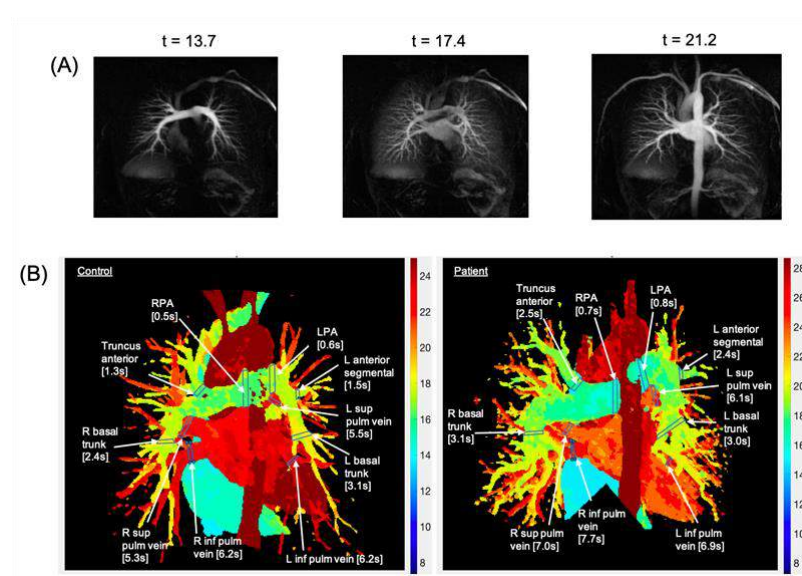 t = 13.7
t = 17.4
t = 21.2
(A)
(B)
Control
RPA
[0.5s]
LPA
[0.6s]
Truncus
anterior
[1.3s]
L anterior
segmental
[1.5s]
L sup
pulm vein
[5.5s]
R basal
trunk
[2.4s]
L basal
trunk
[3.1s]
R sup
pulm vein
[5.3s]
R inf pulm
vein [6.2s]
L inf pulm vein [6.2s]
24
22
20
18
16
14
12
10
8
Patient
Truncus
anterior
[2.5s]
RPA
[0.7s]
LPA
[0.8s]
L anterior
segmental
[2.4s]
L sup
pulm vein
[6.1s]
R basal
trunk
[3.1s]
L basal
trunk
[3.0s]
R sup pulm
vein [7.0s]
R inf pulm
vein
[7.7s]
L inf pulm
vein [6.9s]
28
26
24
22
20
18
16
14
12
10
8